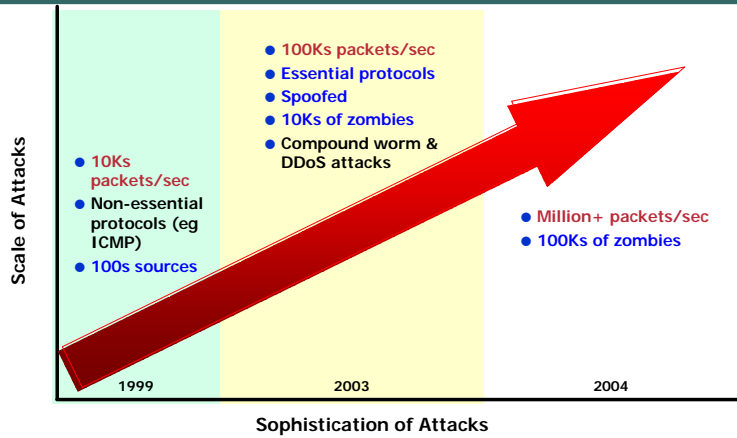 Scale of Attacks
10Ks
packets/sec
Non-essential
protocols (eg
ICMP)
100s sources
1999
100Ks packets/sec
Essential protocols
Spoofed
10Ks of zombies
Compound worm &
DDoS attacks
2003
Million+ packets/sec
100Ks of zombies
2004
Sophistication of Attacks